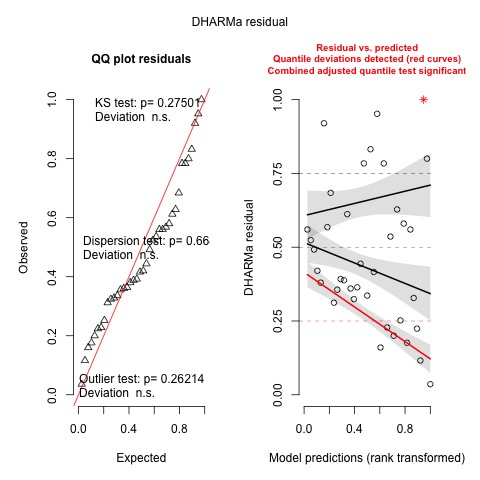 DHARMa residual
QQ plot residuals
KS test: p= 0.27501
Deviation n.s.
Dispersion test: p= 0.66
Deviation n.s.
Outlier test: p= 0.26214
Deviation n.s.
Observed
0.0
0.2
0.4
0.6
0.8
1.0
0.0
0.4
0.8
Expected
Residual vs. predicted
Quantile deviations detected (red curves)
Combined adjusted quantile test significant
DHARMa residual
0.00
0.25
0.50
0.75
1.00
0.0
0.4
0.8
Model predictions (rank transformed)